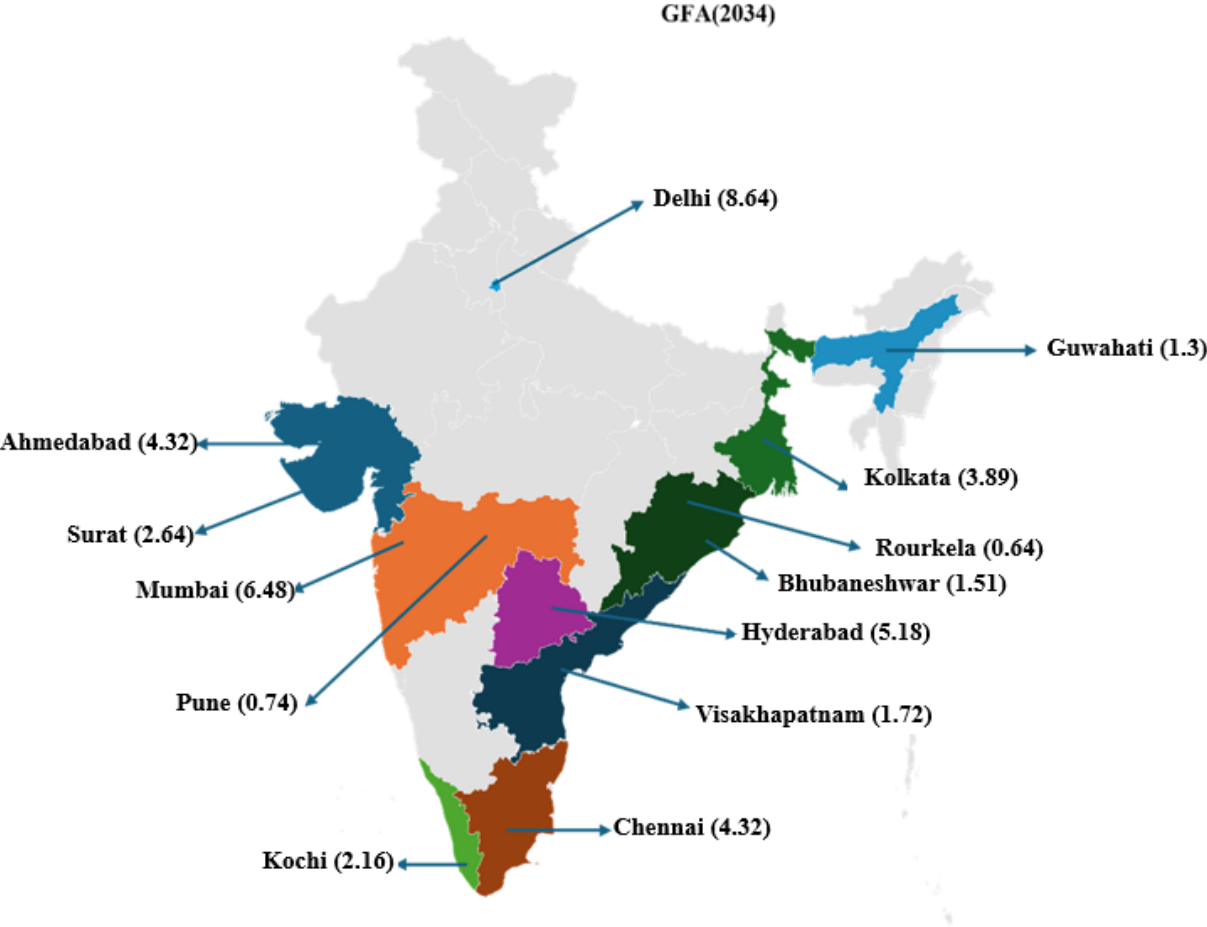 GFA(2034)
Delhi (8.64)
Guwahati (1.3)
Ahmedabad (4.32)
Kolkata (3.89)
Surat (2.64)
Rourkela (0.64)
Mumbai (6.48)
Bhubaneshwar (1.51)
Hyderabad (5.18)
Pune (0.74)
Visakhapatnam (1.72)
Chennai (4.32)
Kochi (2.16)